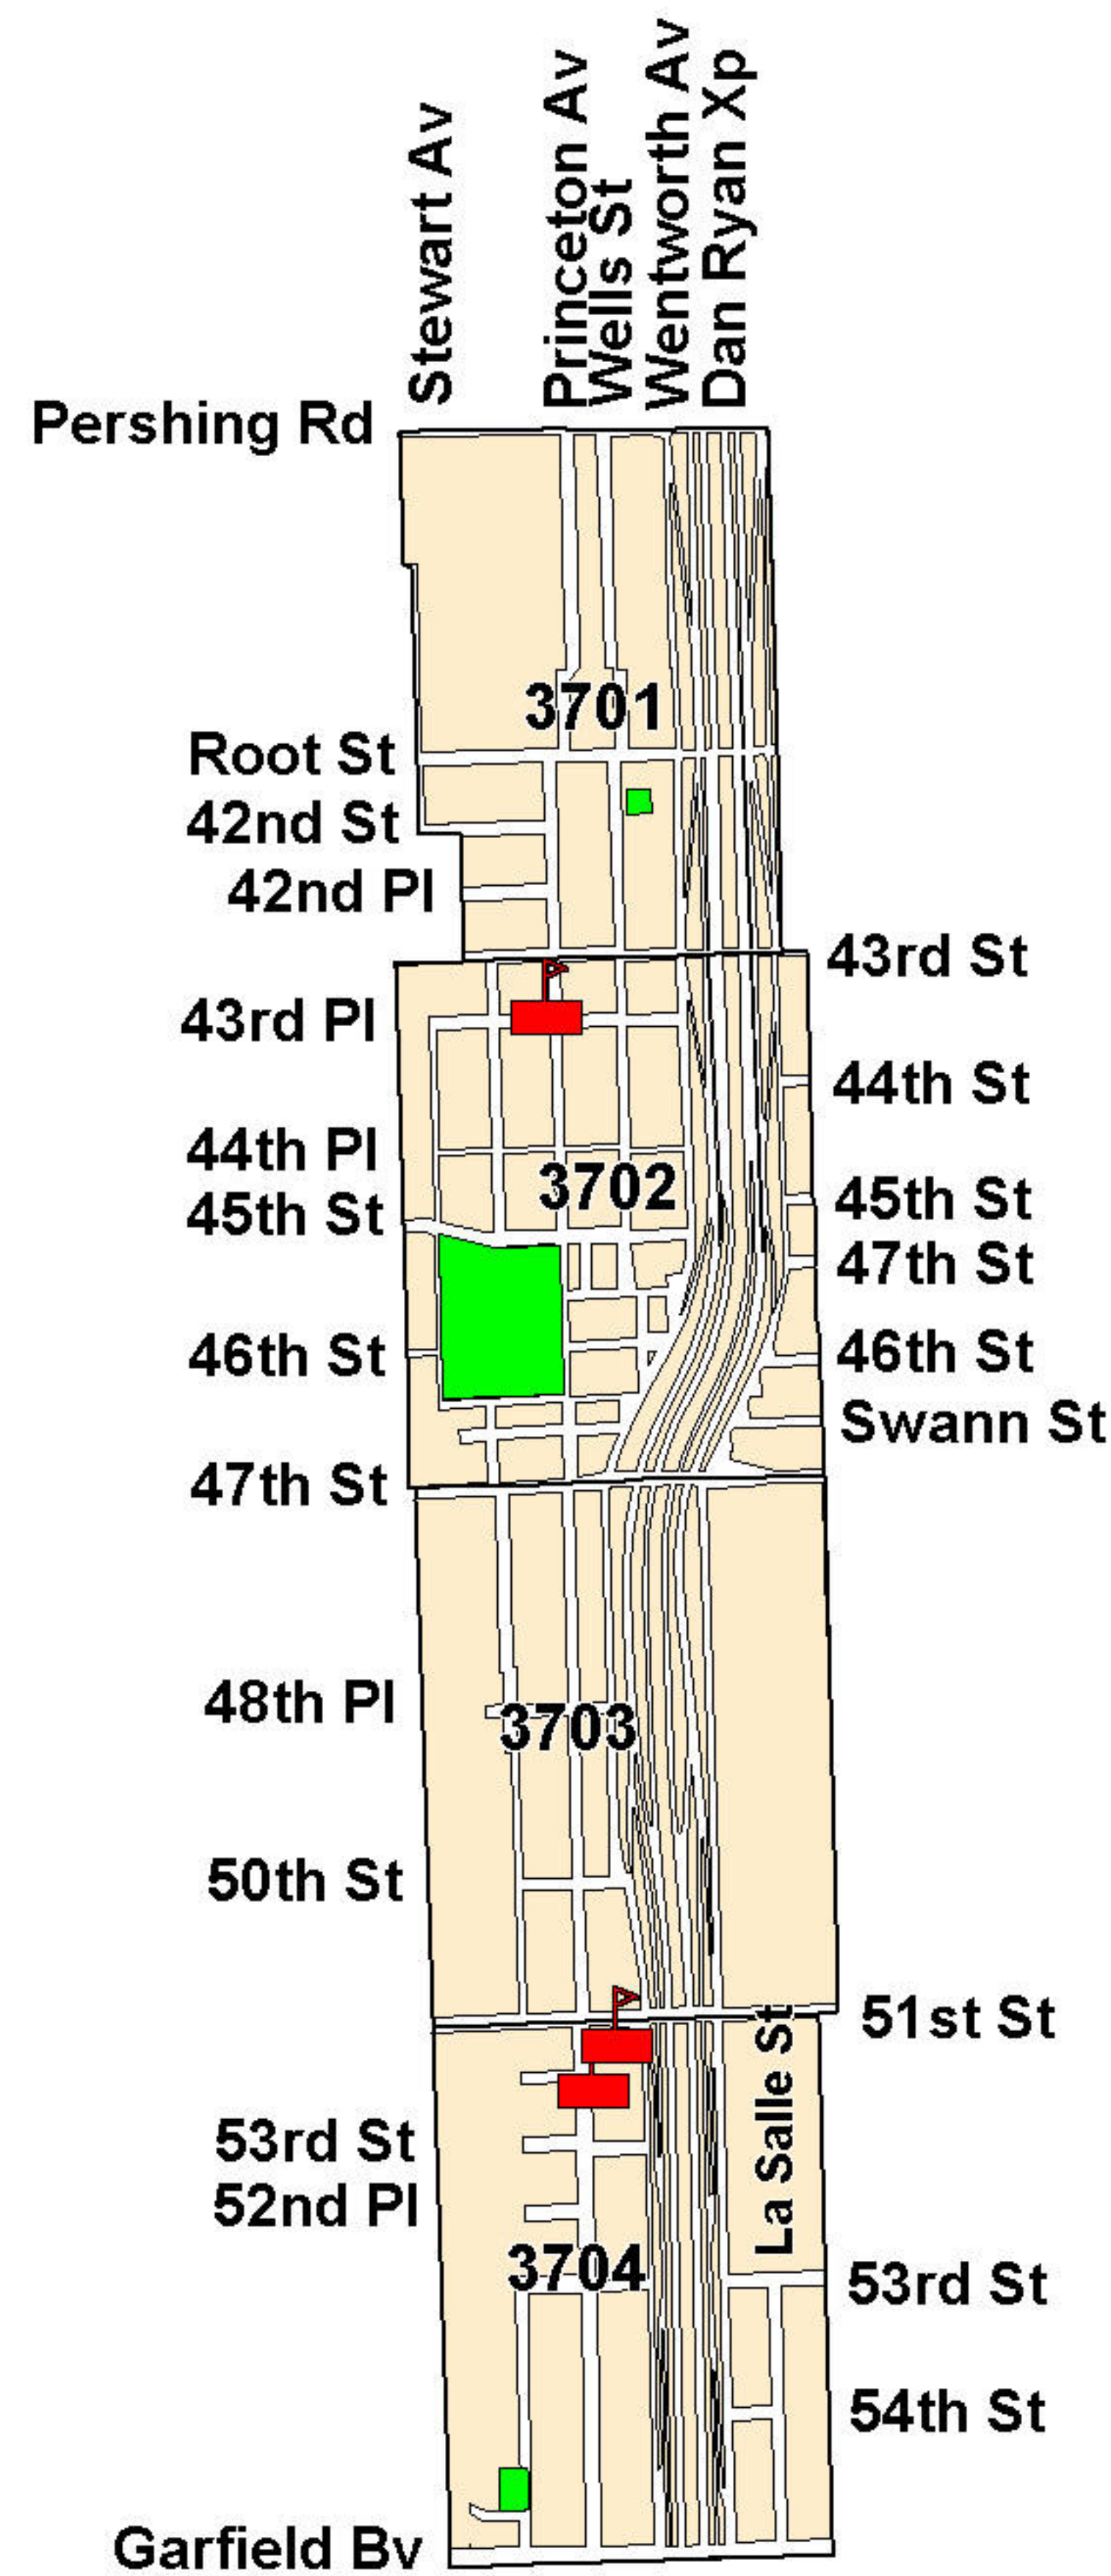 Stewart Av
Princeton Av
Wells St
Wentworth Av
Dan Ryan Xp
Pershing Rd
3701
Root St
42nd St
42nd Pl
43rd St
43rd Pl
44th St
44th Pl
3702
45th St
45th St
47th St
46th St
46th St
Swann St
47th St
48th Pl
3703
50th St
51st St
La Salle St
53rd St
52nd Pl
3704
53rd St
54th St
Garfield Bv